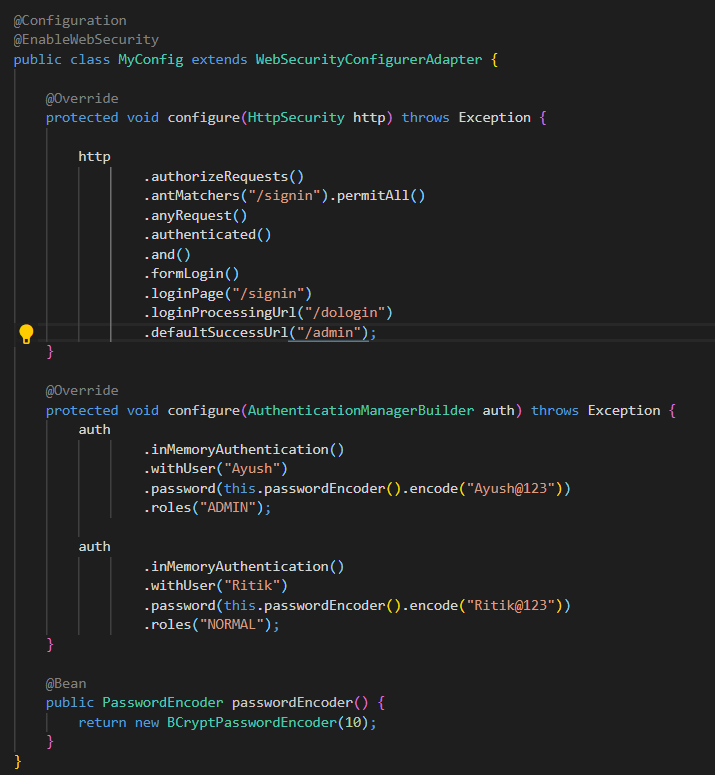 @Configuration
@EnableWebSecurity
public class MyConfig extends WebSecurityConfigurerAdapter {
@Override
protected void configure(HttpSecurity http) throws Exception {
http
.authorizeRequests()
.antMatchers("/signin").permitAll()
.anyRequest()
.authenticated()
.and()
.formLogin()
.loginPage("/signin")
.loginProcessingUrl("/dologin")
.defaultSuccessUrl("/admin");
}
@Override
protected void configure(AuthenticationManagerBuilder auth) throws Exception {
auth
.inMemoryAuthentication()
.withUser("Ayush")
.password(this.passwordEncoder().encode("Ayush@123"))
.roles("ADMIN");
auth
.inMemoryAuthentication()
.withUser("Ritik")
.password(this.passwordEncoder().encode("Ritik@123"))
.roles("NORMAL");
}
@Bean
public PasswordEncoder passwordEncoder() {
return new BCryptPasswordEncoder(10);
}
}